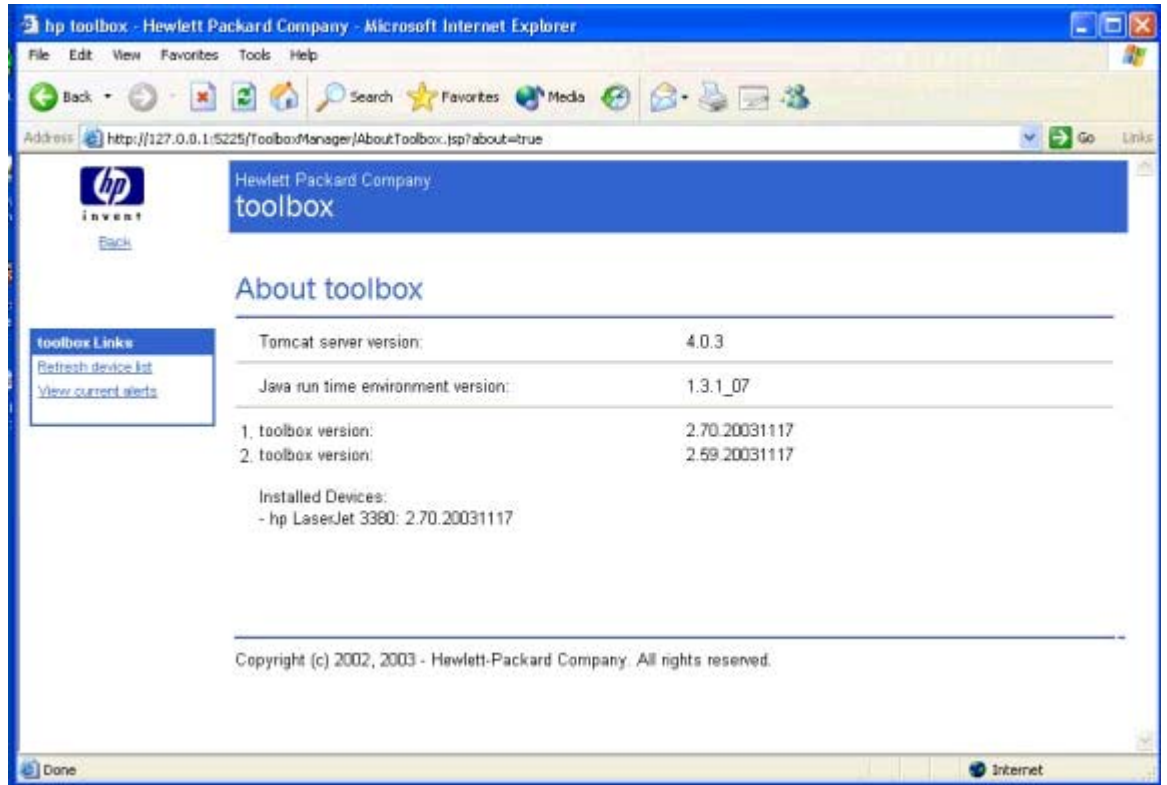 hp toolbox - Hewlett Packard Company - Microsoft Internet Explorer
File Edit View Favorites Tools Help
Back Search Favorites Media
Address http://127.0.0.1:5225/ToolboxManager/AboutToolbox.jsp?about=true Go Links
hp
invent
Back
Hewlett Packard Company
toolbox
About toolbox
toolbox Links
Refresh device list
View current alerts
Tomcat server version: 4.0.3
Java run time environment version: 1.3.1_07
1. toolbox version: 2.70.20031117
2. toolbox version: 2.59.20031117
Installed Devices:
- hp LaserJet 3380: 2.70.20031117
Copyright (c) 2002, 2003 - Hewlett-Packard Company. All rights reserved.
Done Internet